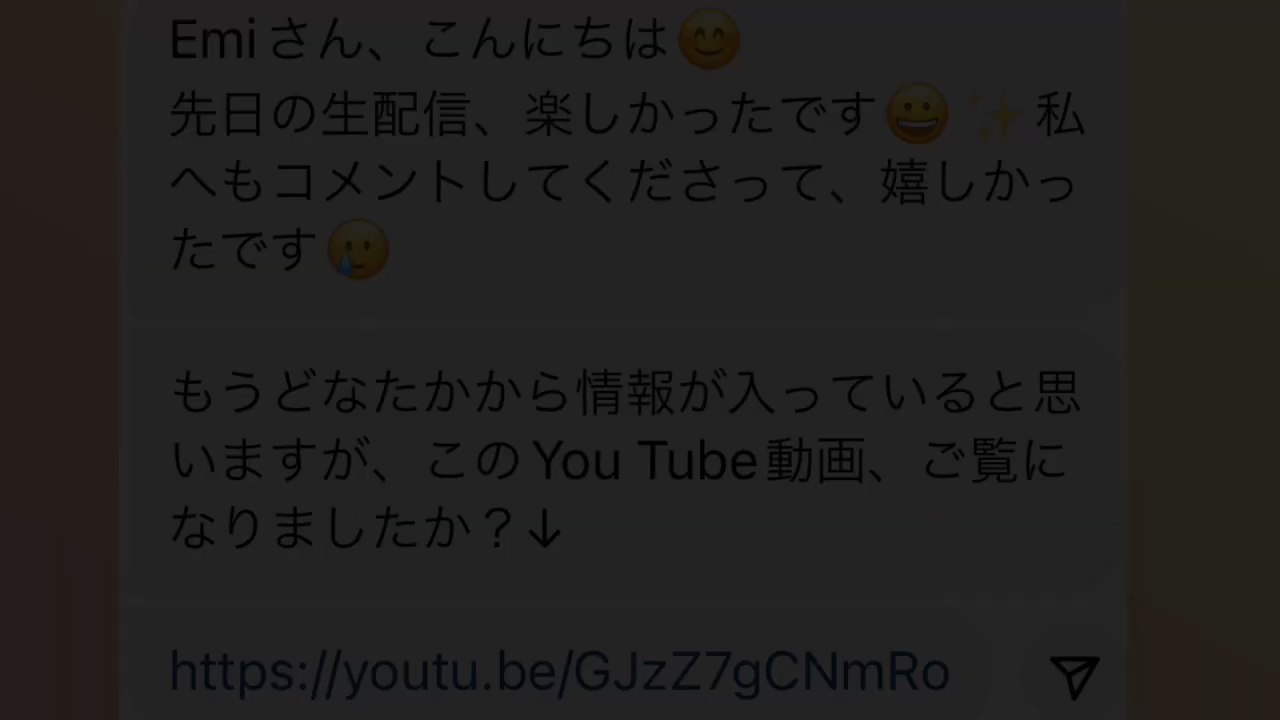 Emiさん、こんにちは😊
先日の生配信、楽しかったです😀✨私
へもコメントしてくださって、嬉しかっ
たです🥲
もうどなたかから情報が入っていると思
いますが、このYou Tube動画、ご覧に
なりましたか？↓
https://youtu.be/GJzZ7gCNmRo